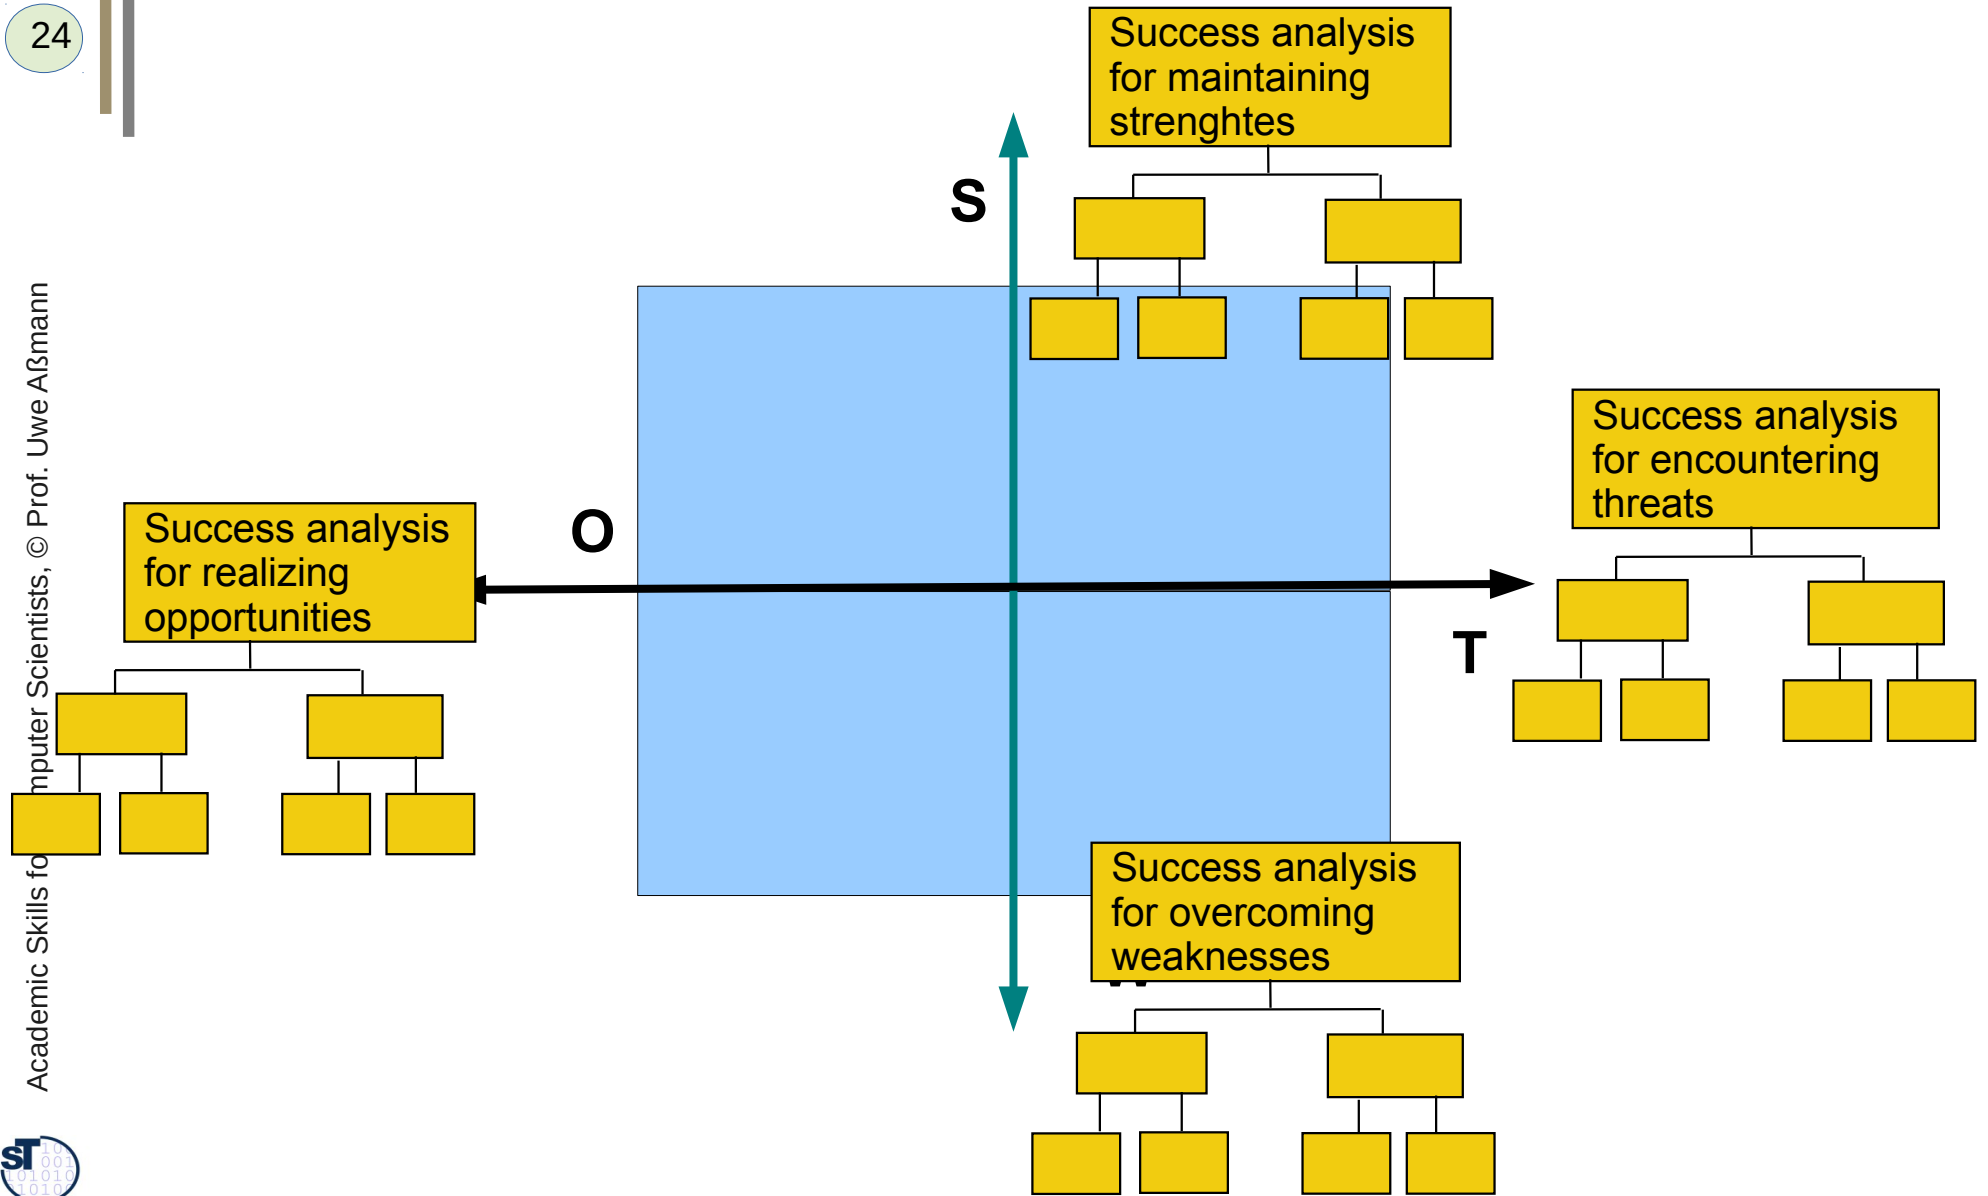 24
Success analysis
for maintaining
strenghtes
S
Success analysis
for encountering
threats
O
Success analysis
for realizing
opportunities
T
Success analysis
for overcoming
weaknesses
Academic Skills fo mputer Scientists, © Prof. Uwe Aßmann
ST